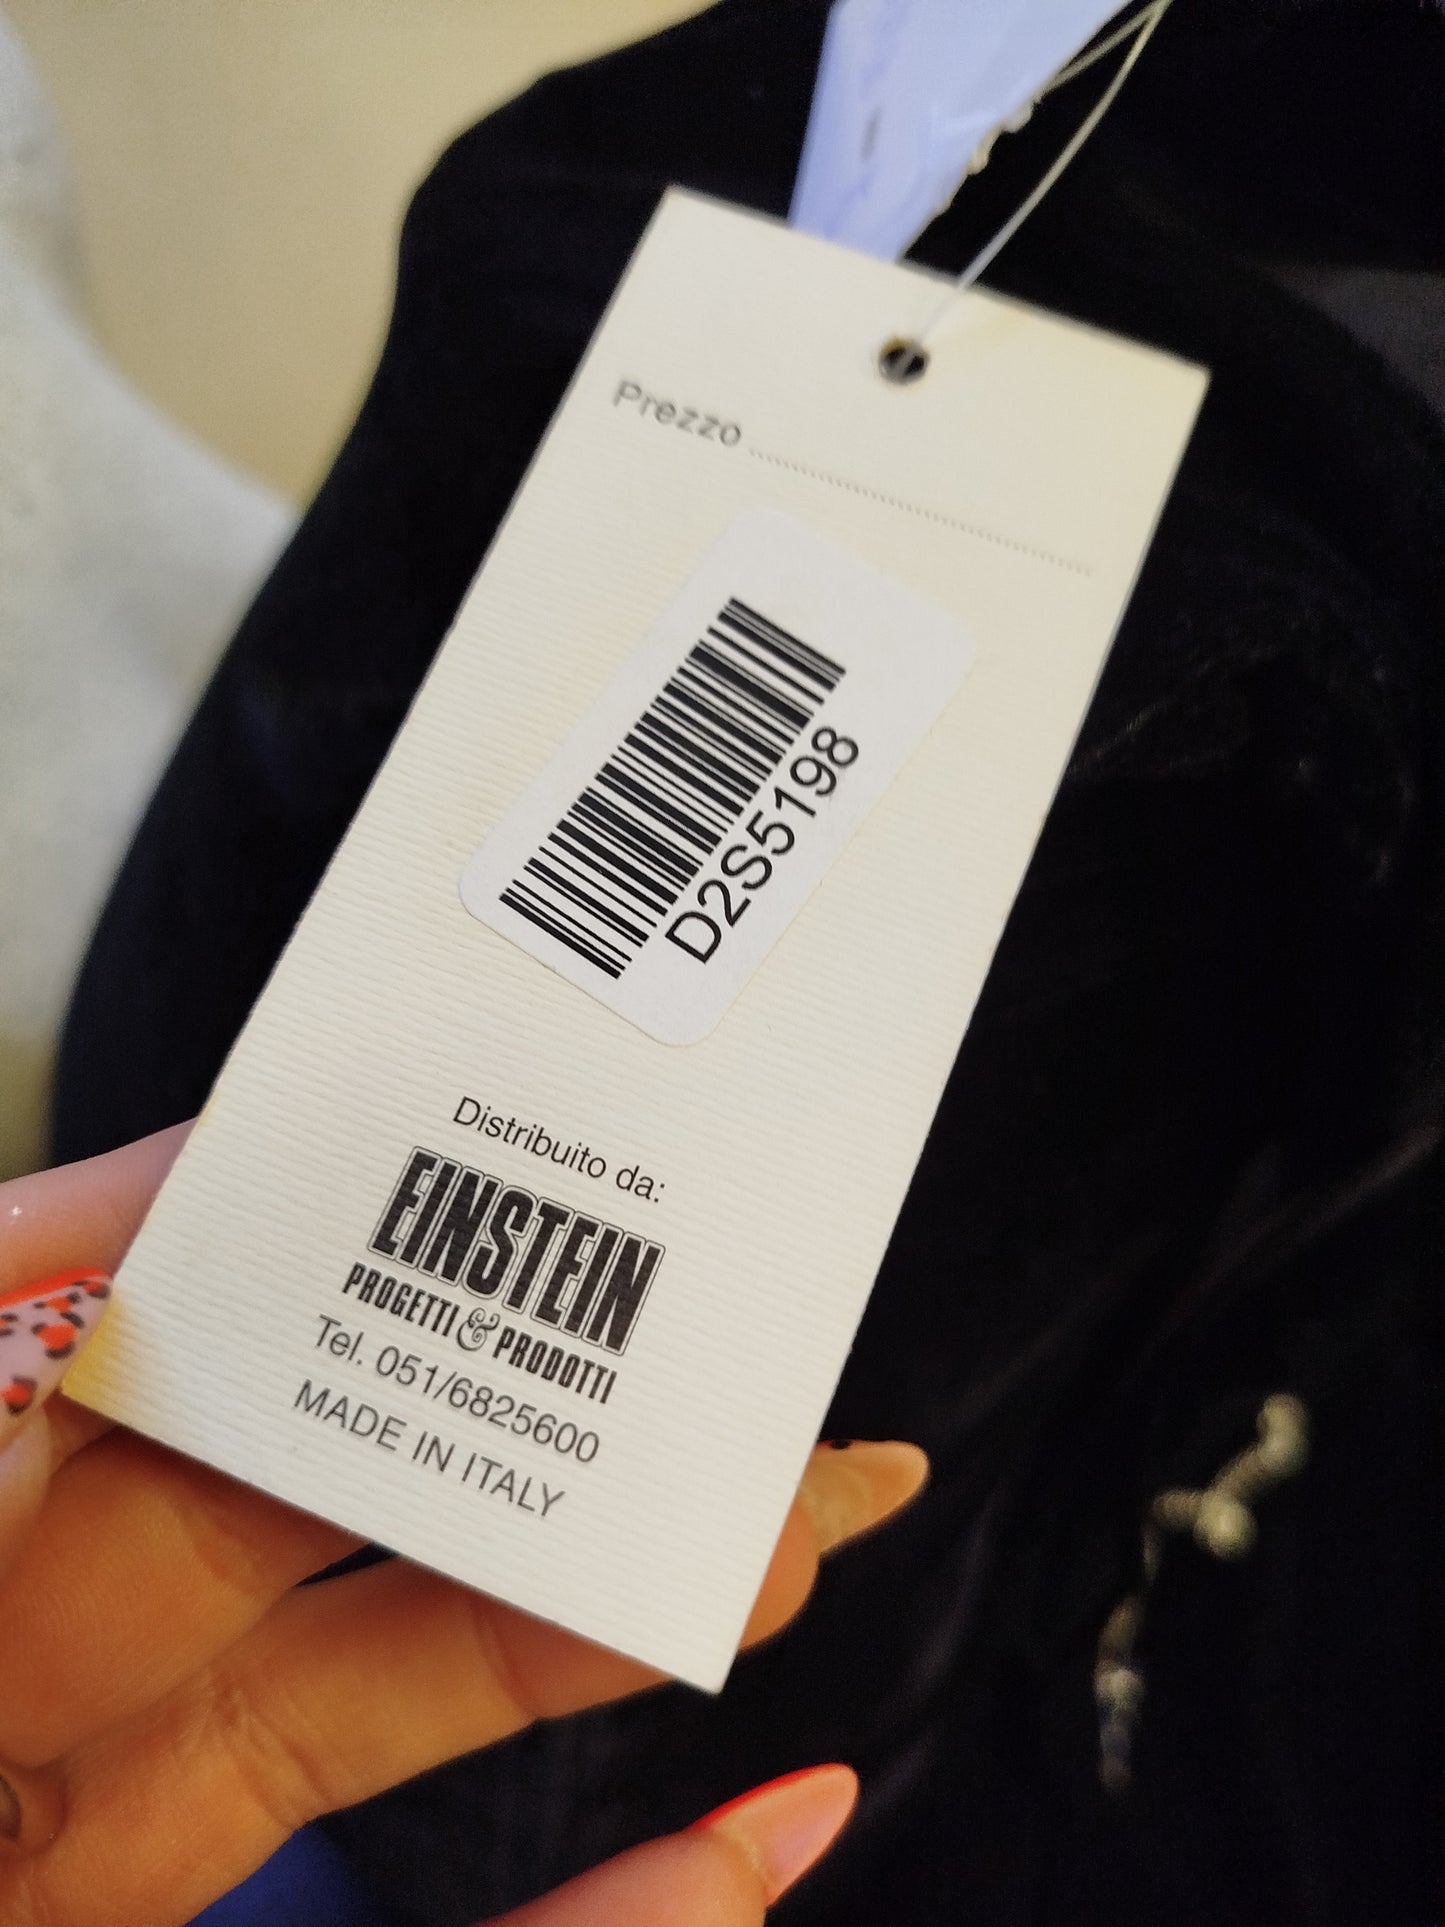 Prezzo
D2S5198
Distribuito da:
EINSTEIN
PROGETTI & PRODOTTI
Tel. 051/6825600
MADE IN ITALY